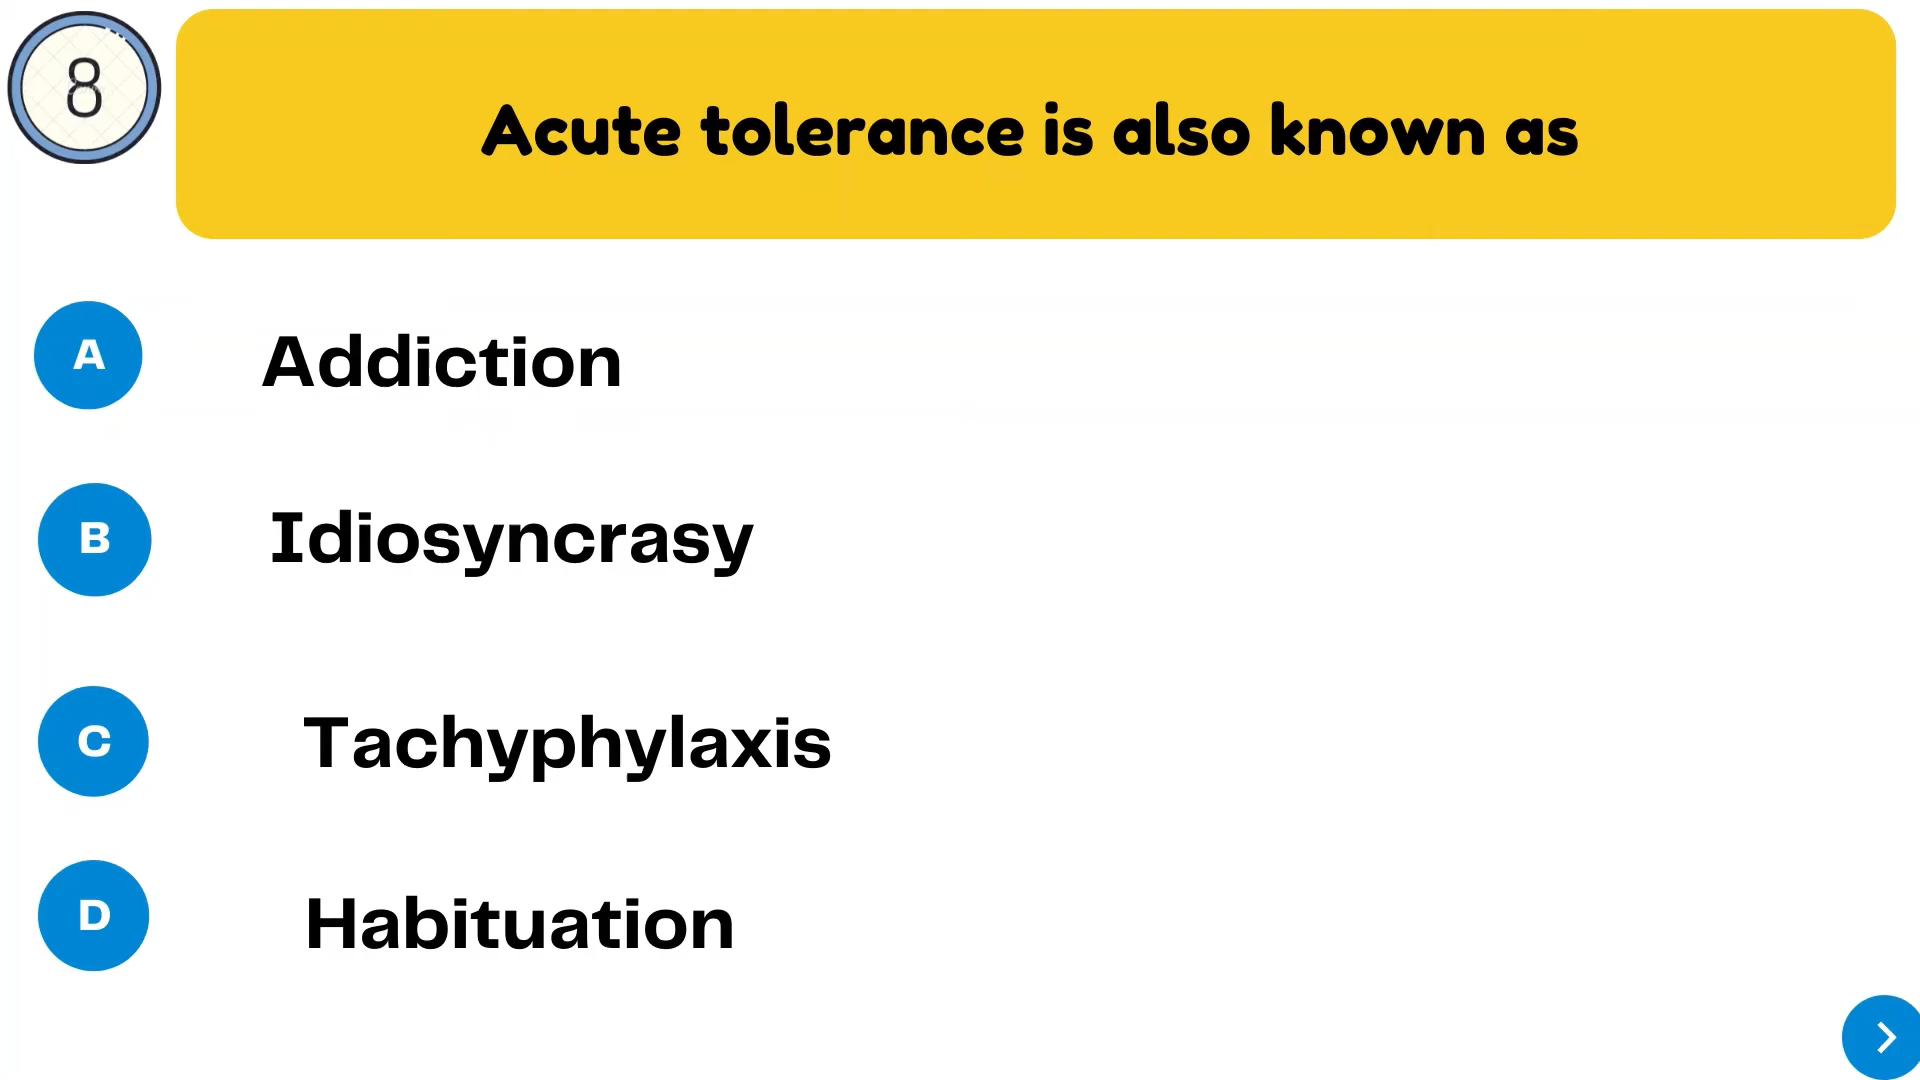 8
Acute tolerance is also known as
A Addiction
B Idiosyncrasy
C Tachyphylaxis
D Habituation